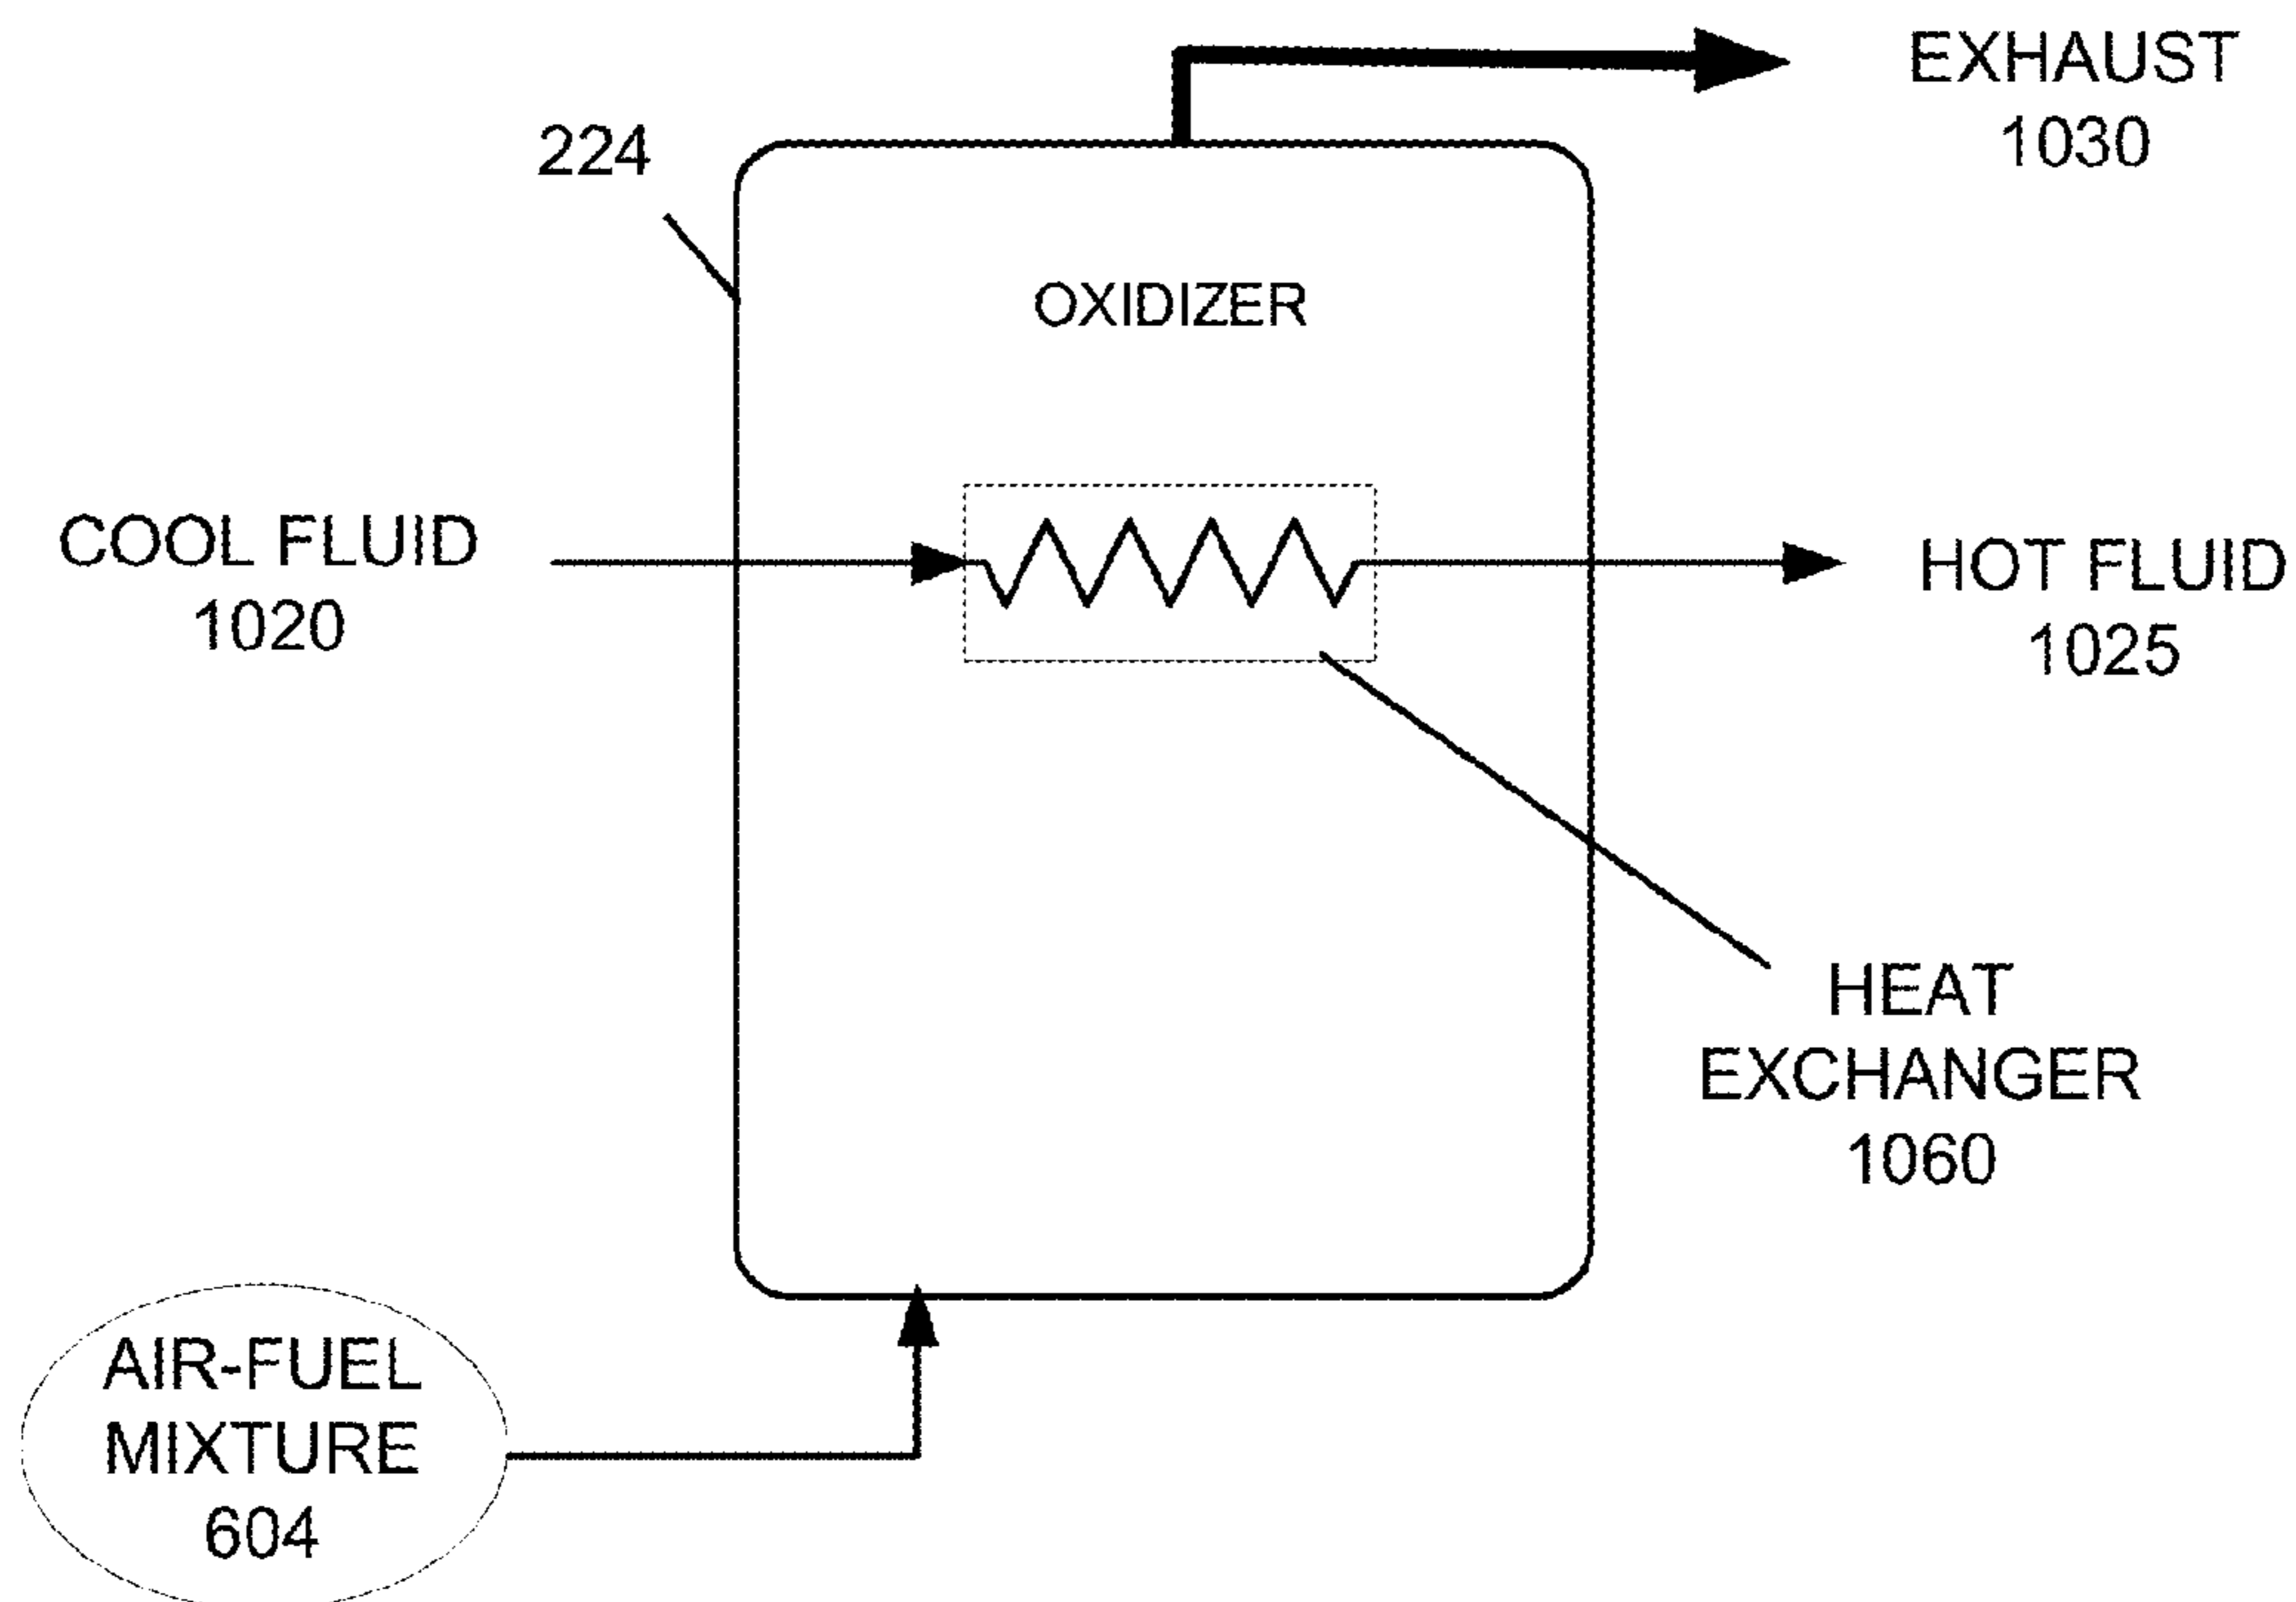 EXHAUST
1030
224
OXIDIZER
COOL FLUID
1020
HOT FLUID
1025
HEAT
EXCHANGER
1060
AIR-FUEL
MIXTURE
604